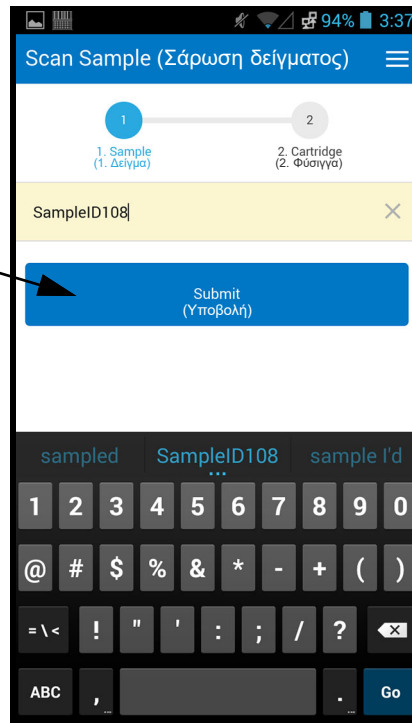 94% 3:37
Scan Sample (Σάρωση δείγματος)
1 2
1. Sample 2. Cartridge
(1. Δείγμα) (2. Φύσιγγα)
SampleID108
Submit
(Υποβολή)
sampled SampleID108 sample I'd
1 2 3 4 5 6 7 8 9 0
@ # $ % & * - + ( )
= \ < ! " ' : ; / ?
ABC , . Go